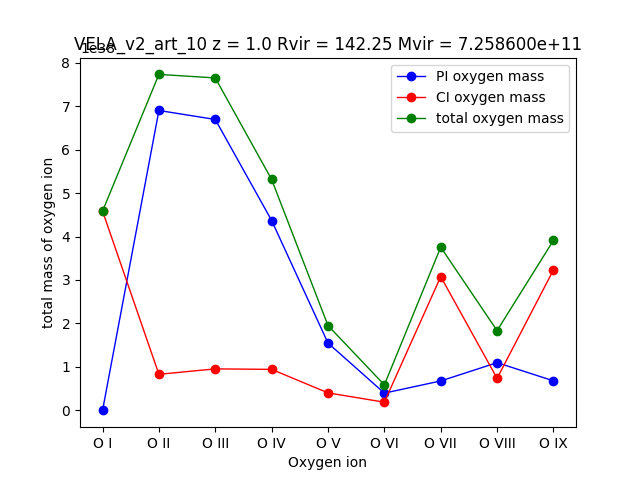 VELA_v2_art_10 z = 1.0 Rvir = 142.25 Mvir = 7.258600e+11
1e38
PI oxygen mass
CI oxygen mass
total oxygen mass
8
7
6
5
4
3
2
1
0
total mass of oxygen ion
O I O II O III O IV O V O VI O VII O VIII O IX
Oxygen ion